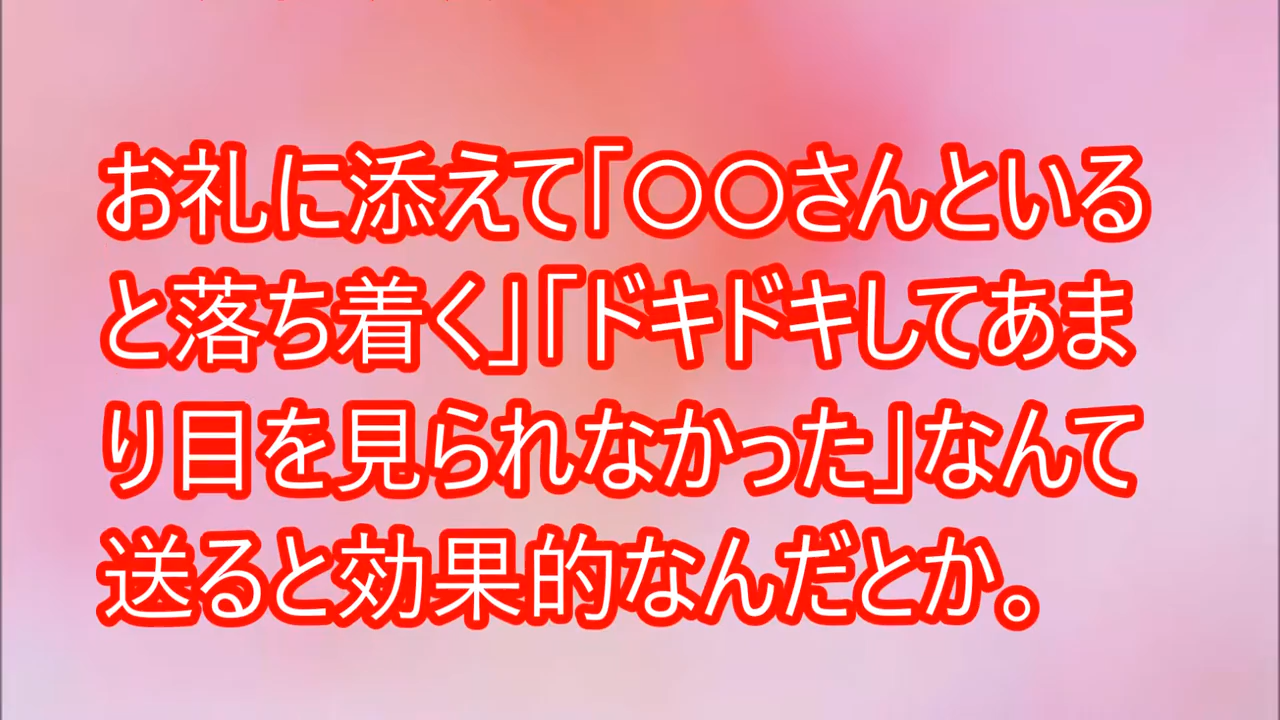 お礼に添えて「○○さんといる
と落ち着く」「ドキドキしてあま
り目を見られなかった」なんて
送ると効果的なんだとか。